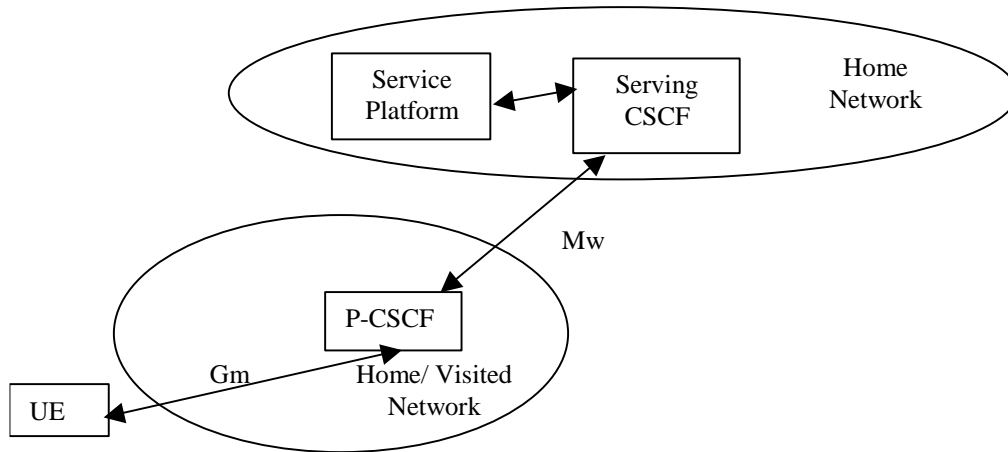 Service
Platform
Serving
CSCF
Home
Network
Mw
P-CSCF
Gm
Home/ Visited
Network
UE